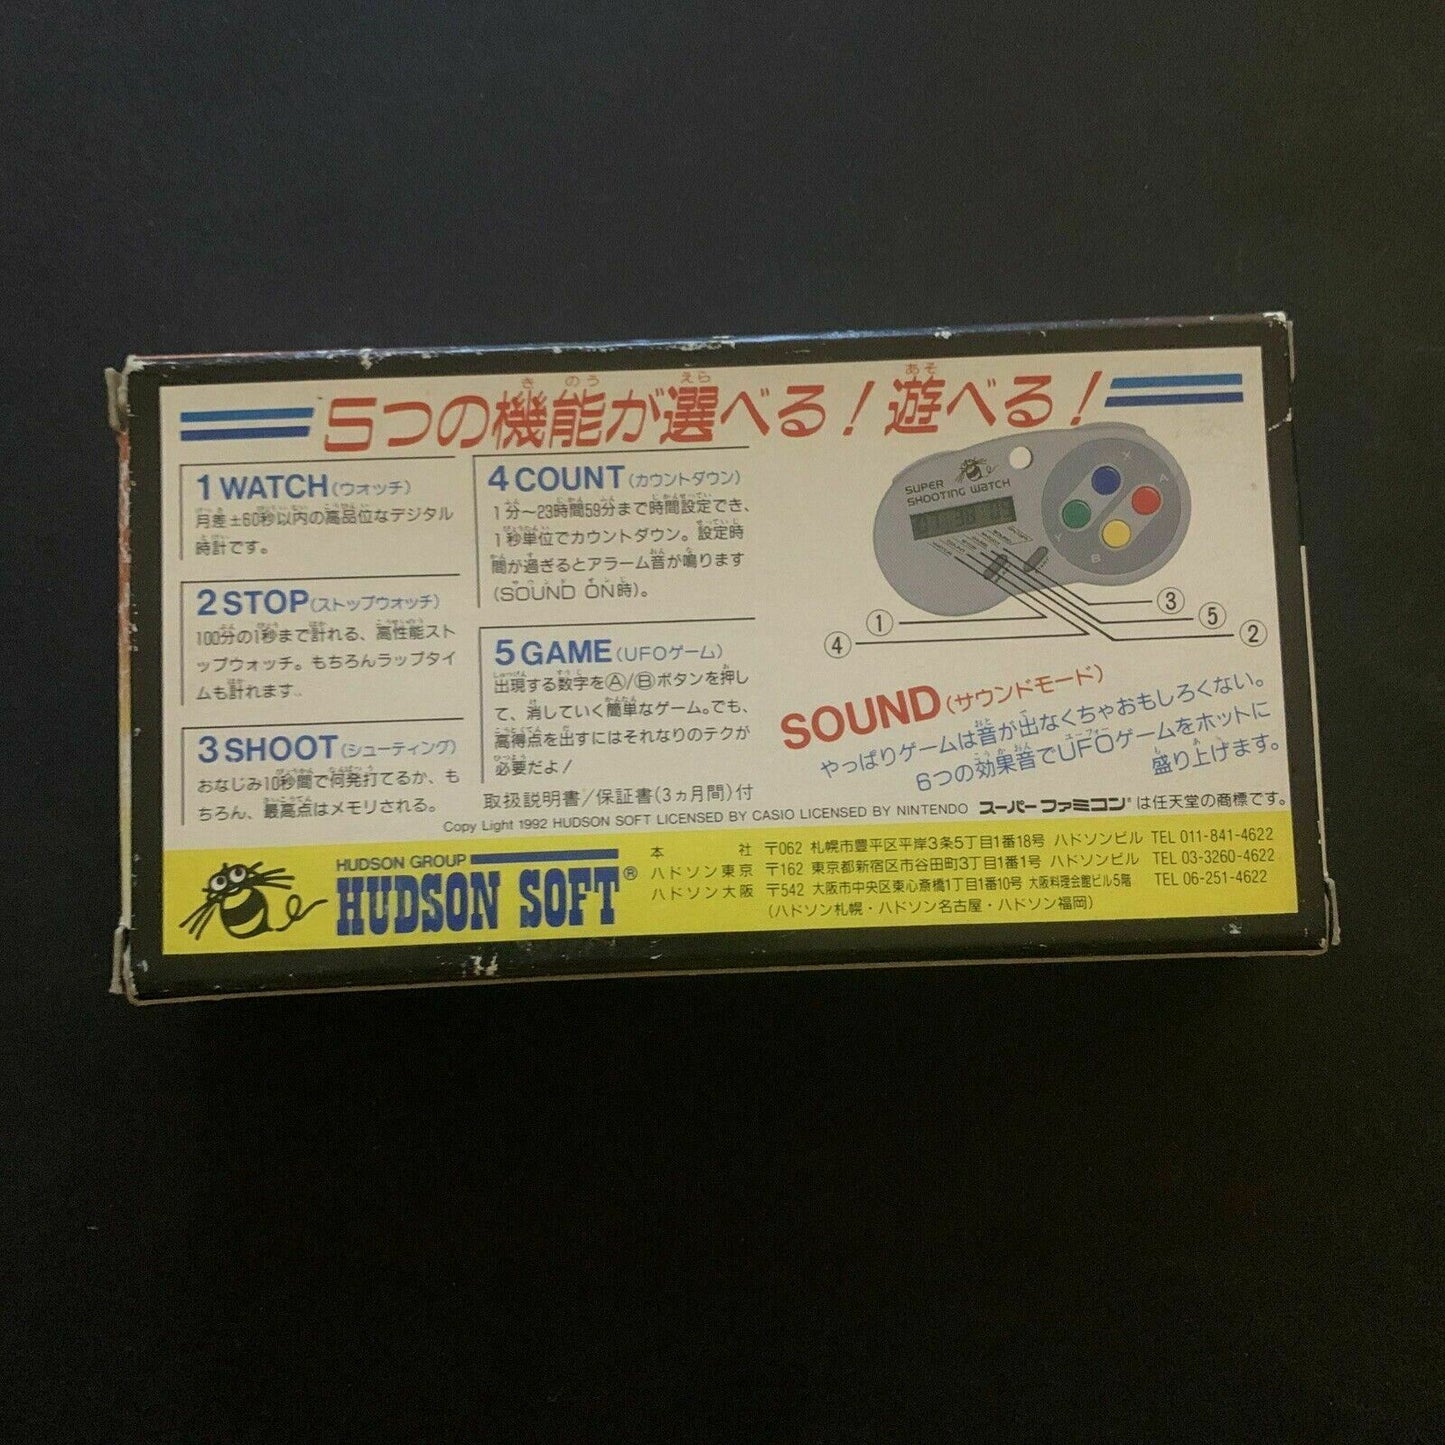 5つの機能が選べる！遊べる！
1 WATCH(ウォッチ)
月差±60秒以内の高品位なデジタル
時計です。
2 STOP(ストップウォッチ)
100分の1秒まで計れる、高性能スト
ップウォッチ。もちろんラップタイ
ムも計れます。
3 SHOOT(シューティング)
おなじみ10秒間で何発打てるか、も
ちろん、最高点はメモリされる。
4 COUNT(カウントダウン)
1分〜23時間59分まで時間設定でき、
1秒単位でカウントダウン。設定時
間が過ぎるとアラーム音が鳴ります
(SOUND ON時)。
5 GAME(UFOゲーム)
出現する数字をⒶ/Ⓑボタンを押し
て、消していく簡単なゲーム。でも、
高得点を出すにはそれなりのテクが
必要だよ！
取扱説明書/保証書(3ヵ月間)付
SUPER
SHOOTING WATCH
X
A
Y
B
①
④
③
⑤
②
SOUND(サウンドモード)
やっぱりゲームは音が出なくちゃおもしろくない。
6つの効果音でUFOゲームをホットに
盛り上げます。
Copy Light 1992 HUDSON SOFT LICENSED BY CASIO LICENSED BY NINTENDO スーパーファミコン®は任天堂の商標です。
HUDSON GROUP
HUDSON SOFT®
本社 〒062 札幌市豊平区平岸3条5丁目1番18号 ハドソンビル TEL 011-841-4622
ハドソン東京 〒162 東京都新宿区市谷田町3丁目1番1号 ハドソンビル TEL 03-3260-4622
ハドソン大阪 〒542 大阪市中央区東心斎橋1丁目1番10号 大阪料理会館ビル5階 TEL 06-251-4622
(ハドソン札幌・ハドソン名古屋・ハドソン福岡)